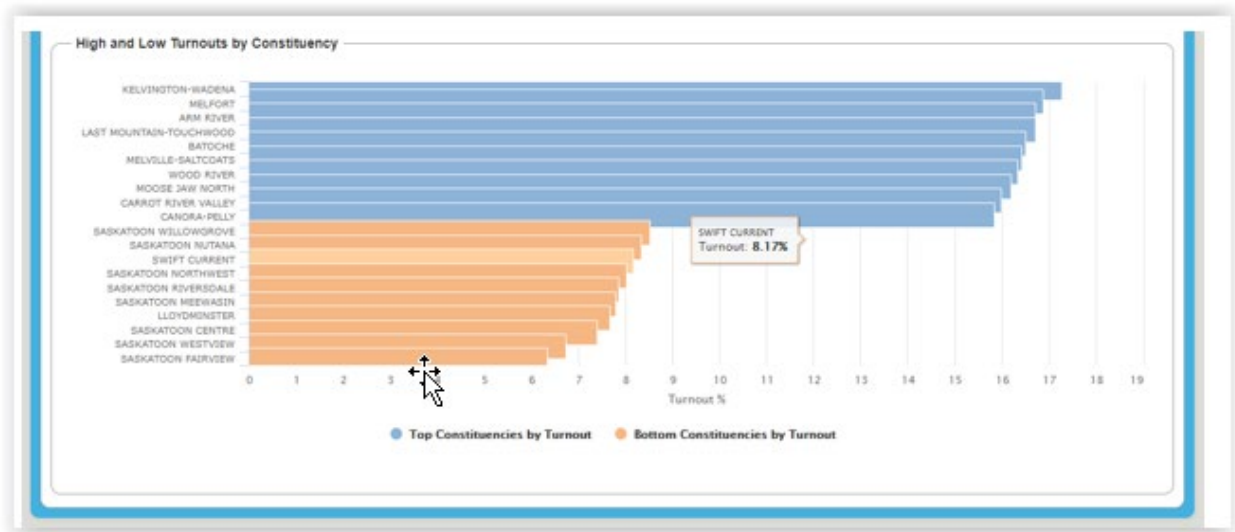 High and Low Turnouts by Constituency
KELVINGTON-WADENA
MELFORT
ARM RIVER
LAST MOUNTAIN-TOUCHWOOD
BATOCHE
MELVILLE-SALTCOATS
WOOD RIVER
MOOSE JAW NORTH
CARROT RIVER VALLEY
CANORA-PELLY
SASKATOON WILLOWGROVE
SASKATOON NUTANA
SWIFT CURRENT
SASKATOON NORTHWEST
SASKATOON RIVERSDALE
SASKATOON MEEWASIN
LLOYDMINSTER
SASKATOON CENTRE
SASKATOON WESTVIEW
SASKATOON FAIRVIEW
SWIFT CURRENT
Turnout: 8.17%
0 1 2 3 5 6 7 8 9 10 11 12 13 14 15 16 17 18 19
Turnout %
Top Constituencies by Turnout Bottom Constituencies by Turnout